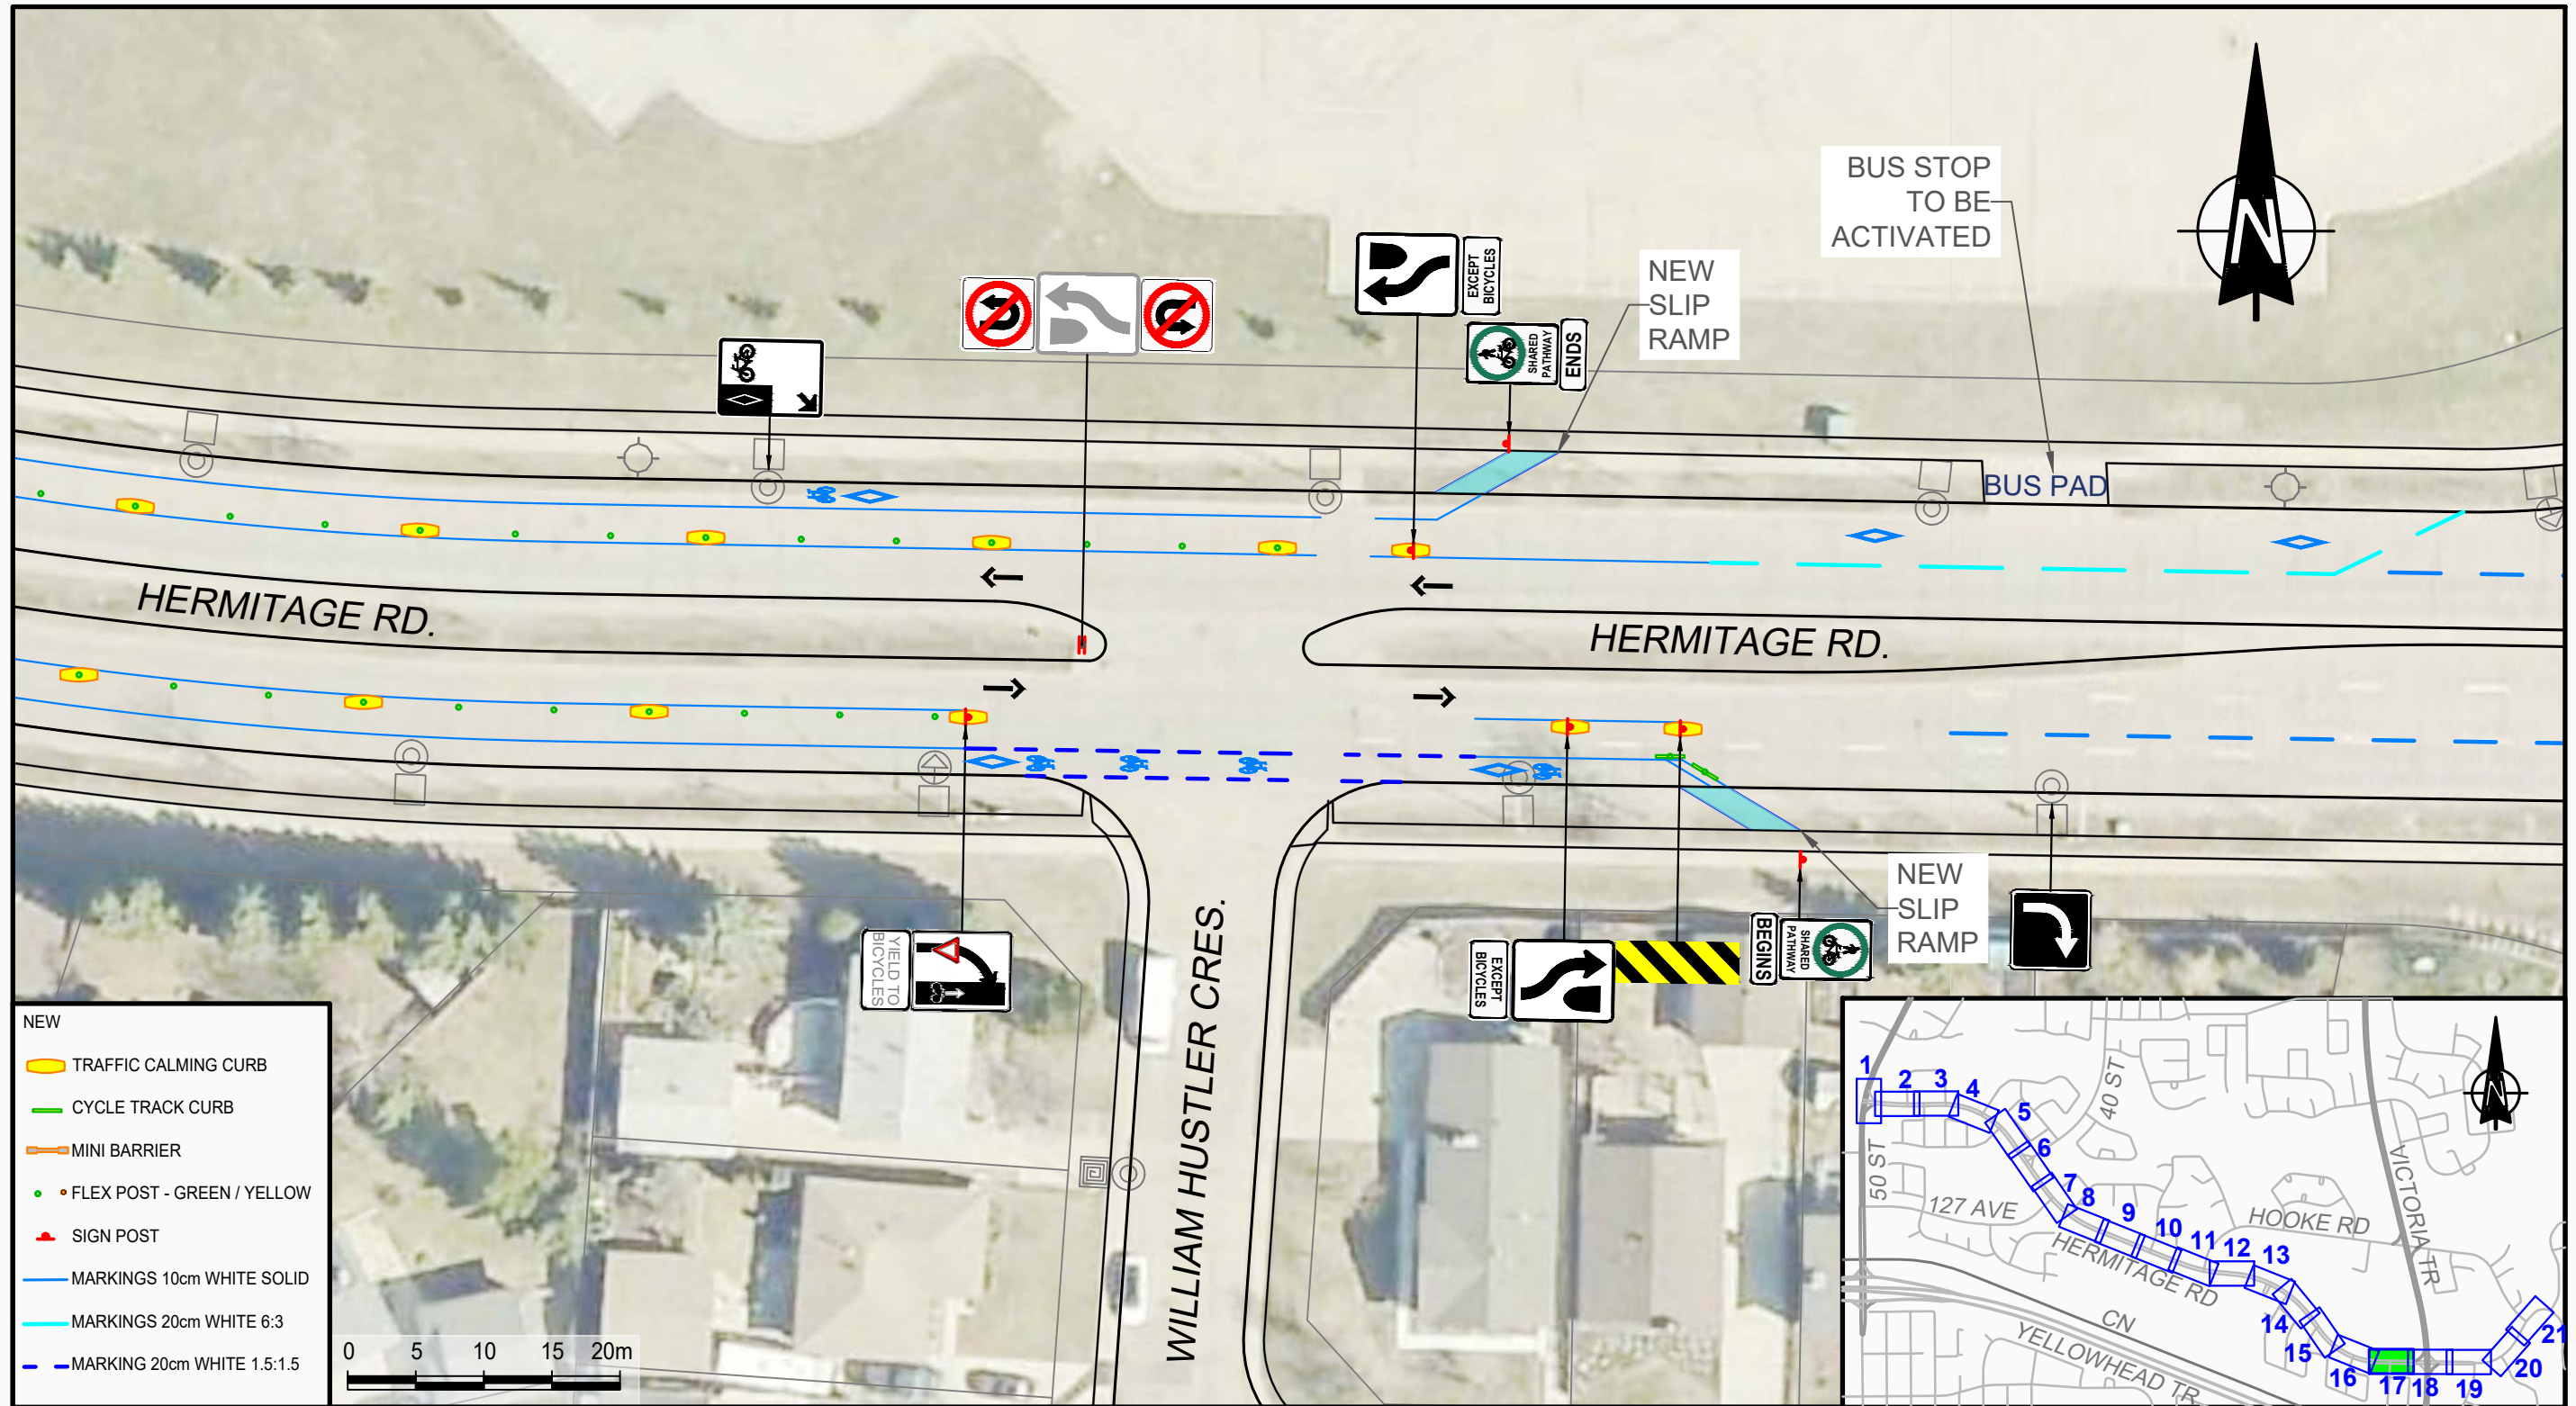 BUS STOP
TO BE
ACTIVATED
N
NEW
SLIP
RAMP
EXCEPT
BICYCLES
SHARED
PATHWAY
ENDS
BUS PAD
HERMITAGE RD.
HERMITAGE RD.
NEW
SLIP
RAMP
YIELD TO
BICYCLES
EXCEPT
BICYCLES
BEGINS
SHARED
PATHWAY
WILLIAM HUSTLER CRES.
NEW
TRAFFIC CALMING CURB
CYCLE TRACK CURB
MINI BARRIER
FLEX POST - GREEN / YELLOW
SIGN POST
MARKINGS 10cm WHITE SOLID
MARKINGS 20cm WHITE 6:3
MARKING 20cm WHITE 1.5:1.5
0 5 10 15 20m
1
2
3
4
5
6
7
8
9
10
11
12
13
14
15
16
17
18
19
20
21
N
50 ST
40 ST
127 AVE
HERMITAGE RD
HOOKE RD
VICTORIA TR
CN
YELLOWHEAD TR